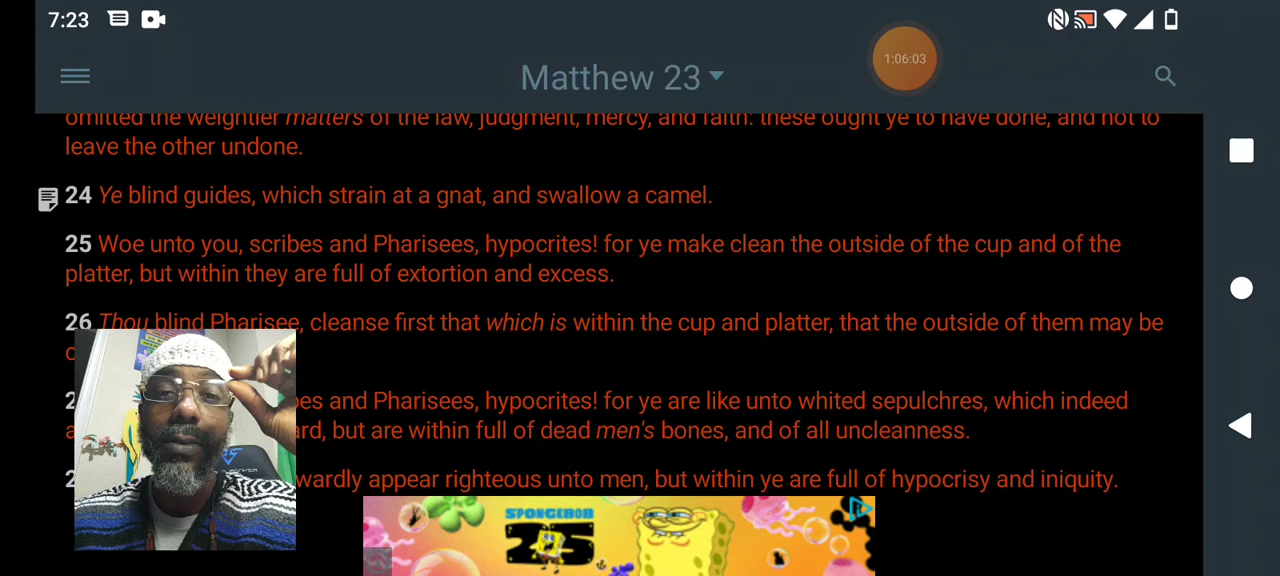 7:23
1:06:03
Matthew 23
omitted the weightier matters of the law, judgment, mercy, and faith: these ought ye to have done, and not to
leave the other undone.
24 Ye blind guides, which strain at a gnat, and swallow a camel.
25 Woe unto you, scribes and Pharisees, hypocrites! for ye make clean the outside of the cup and of the
platter, but within they are full of extortion and excess.
26 Thou blind Pharisee, cleanse first that which is within the cup and platter, that the outside of them may be
and Pharisees, hypocrites! for ye are like unto whited sepulchres, which indeed
but are within full of dead men's bones, and of all uncleanness.
appear righteous unto men, but within ye are full of hypocrisy and iniquity.
SPONGEBOB
25